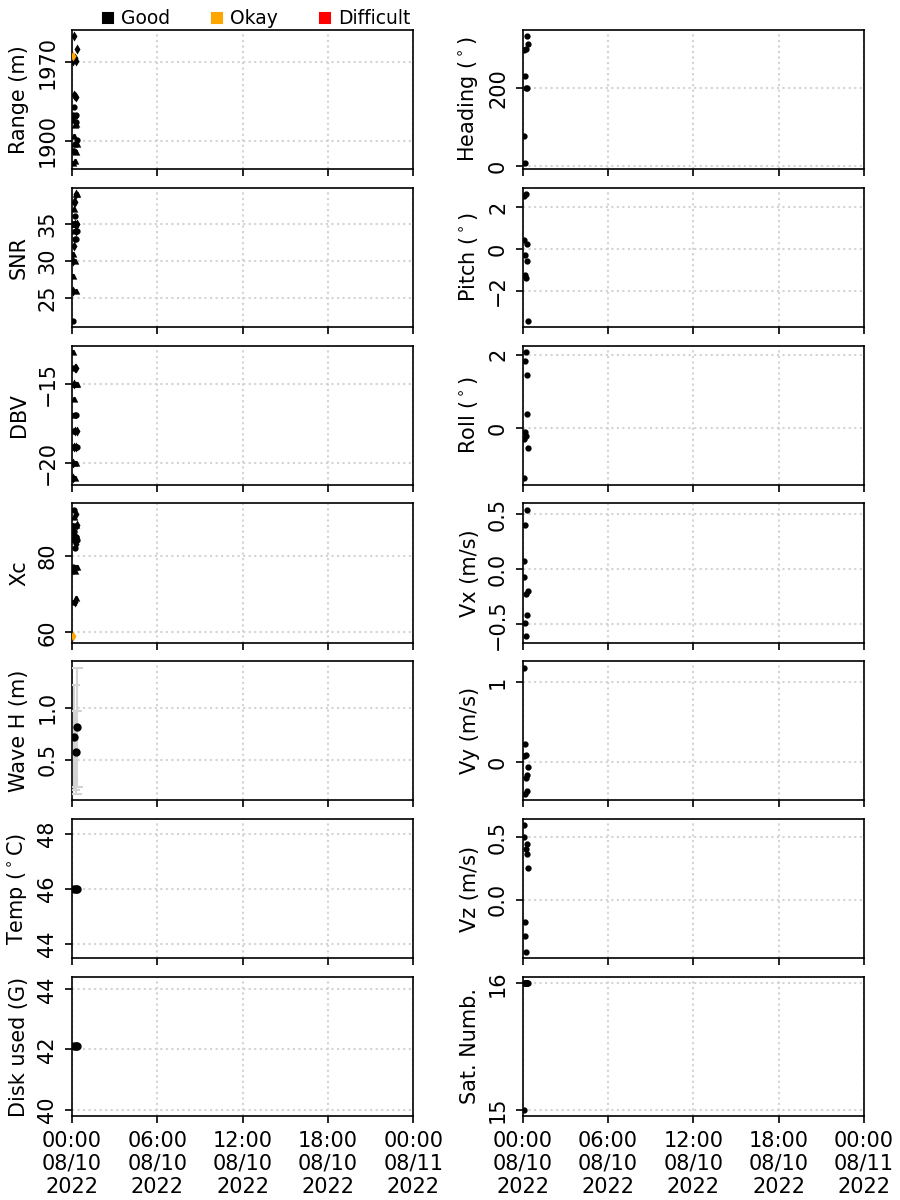 Good Okay Difficult
Range (m)
1970
1900
Heading (°)
200
0
SNR
35
30
25
Pitch (°)
2
0
−2
DBV
−15
−20
Roll (°)
2
0
Xc
80
60
Vx (m/s)
0.5
0.0
−0.5
Wave H (m)
1.0
0.5
Vy (m/s)
1
0
Temp (°C)
48
46
44
Vz (m/s)
0.5
0.0
Disk used (G)
44
42
40
Sat. Numb.
16
15
00:00 06:00 12:00 18:00 00:00
08/10 08/10 08/10 08/10 08/11
2022 2022 2022 2022 2022
00:00 06:00 12:00 18:00 00:00
08/10 08/10 08/10 08/10 08/11
2022 2022 2022 2022 2022